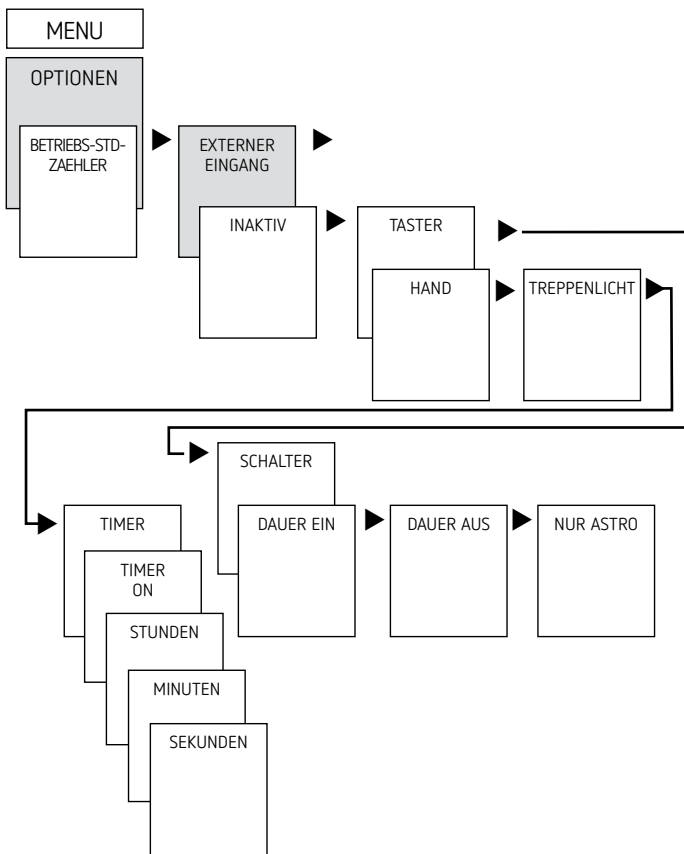 MENU
OPTIONEN
BETRIEBS-STD-
ZAEHLER
EXTERNER
EINGANG
INAKTIV
TASTER
HAND
TREPPENLICHT
SCHALTER
DAUER EIN
DAUER AUS
NUR ASTRO
TIMER
TIMER
ON
STUNDEN
MINUTEN
SEKUNDEN